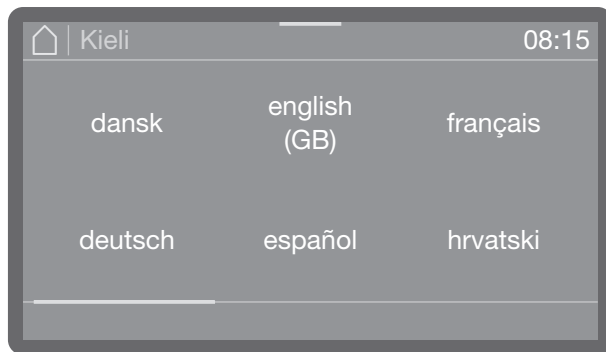 Kieli 08:15
dansk english (GB) français
deutsch español hrvatski